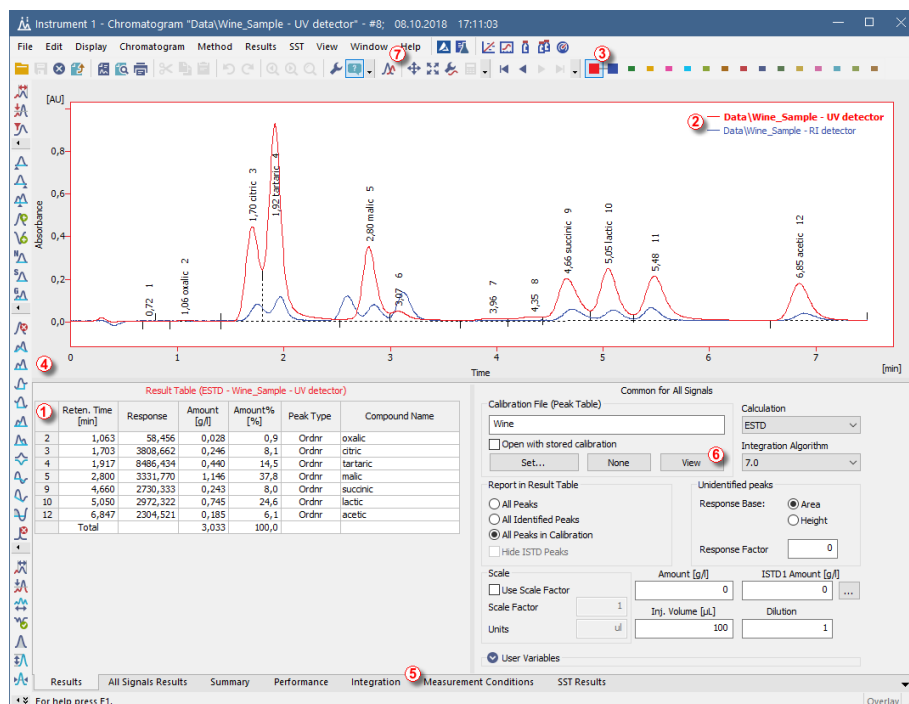 Instrument 1 - Chromatogram "Data\Wine_Sample - UV detector" - #8; 08.10.2018 17:11:03
File Edit Display Chromatogram Method Results SST View Window Help
7
3
[AU]
2
Data\Wine_Sample - UV detector
Data\Wine_Sample - RI detector
Absorbance
0,8
0,6
0,4
0,2
0,0
0,72 1
1,06 oxalic 2
1,70 citric 3
1,92 tartaric 4
2,80 malic 5
3,07 6
3,96 7
4,35 8
4,66 succinic 9
5,05 lactic 10
5,48 11
6,85 acetic 12
0 1 2 3 4 5 6 7
Time
[min]
4
Result Table (ESTD - Wine_Sample - UV detector)
1
Reten. Time [min] Response Amount [g/l] Amount% [%] Peak Type Compound Name
2 1,063 58,456 0,028 0,9 Ordnr oxalic
3 1,703 3808,662 0,246 8,1 Ordnr citric
4 1,917 8486,434 0,440 14,5 Ordnr tartaric
5 2,800 3331,770 1,146 37,8 Ordnr malic
9 4,660 2730,333 0,243 8,0 Ordnr succinic
10 5,050 2972,322 0,745 24,6 Ordnr lactic
12 6,847 2304,521 0,185 6,1 Ordnr acetic
Total 3,033 100,0
Common for All Signals
Calibration File (Peak Table)
Wine
Open with stored calibration
Set... None View
6
Calculation
ESTD
Integration Algorithm
7.0
Report in Result Table
All Peaks
All Identified Peaks
All Peaks in Calibration
Hide ISTD Peaks
Unidentified peaks
Response Base: Area
Height
Response Factor 0
Scale
Use Scale Factor
Scale Factor 1
Units ul
Amount [g/l] ISTD1 Amount [g/l]
0 0 ...
Inj. Volume [µL] Dilution
100 1
User Variables
5
Results All Signals Results Summary Performance Integration Measurement Conditions SST Results
For help press F1.
Overlay